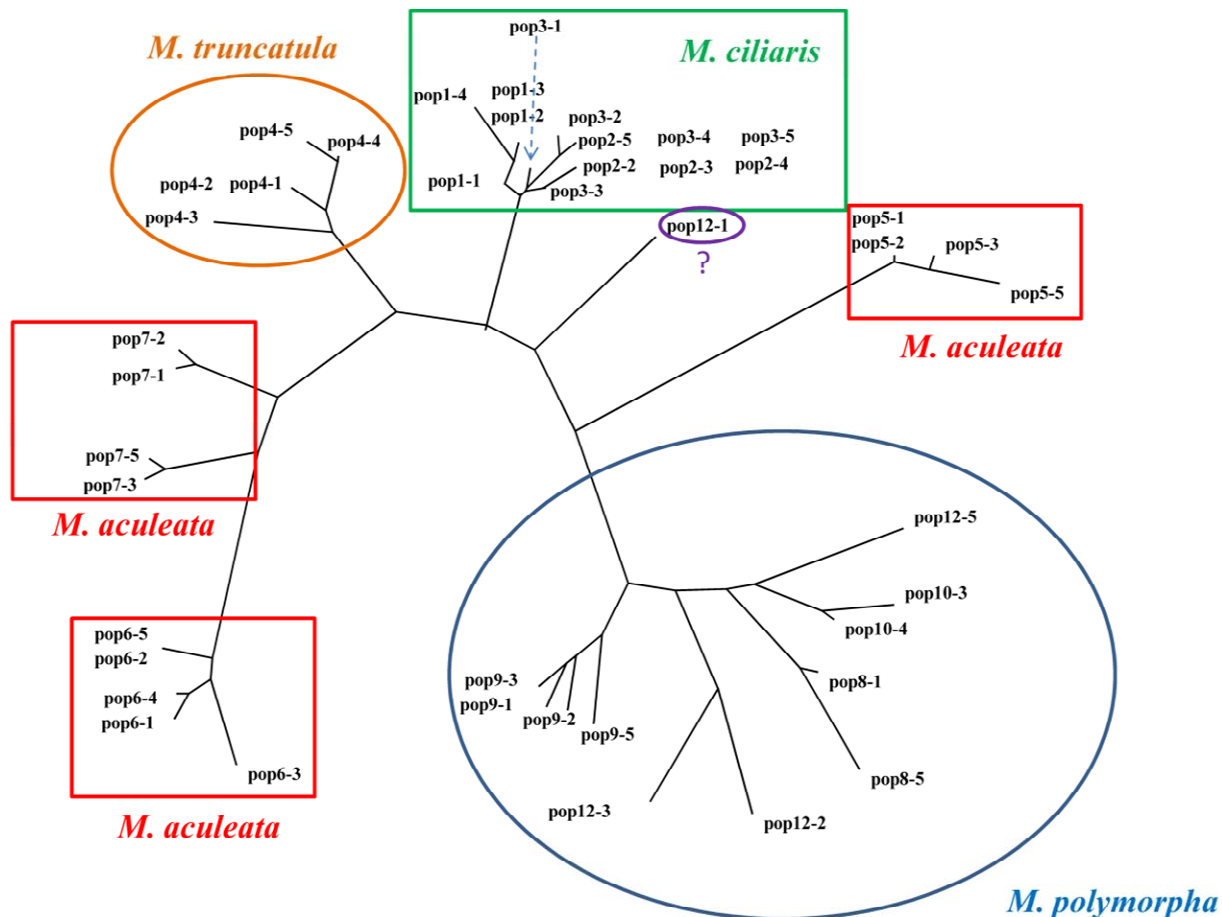 pop3-1
M. truncatula
M. ciliaris
pop1-4
pop1-3
pop1-2
pop3-2
pop2-5
pop3-4
pop3-5
pop2-2
pop2-3
pop2-4
pop1-1
pop3-3
pop4-5
pop4-4
pop4-2
pop4-1
pop4-3
pop12-1
?
pop5-1
pop5-2
pop5-3
pop5-5
M. aculeata
pop7-2
pop7-1
pop7-5
pop7-3
M. aculeata
pop6-5
pop6-2
pop6-4
pop6-1
pop6-3
M. aculeata
pop12-5
pop10-3
pop10-4
pop8-1
pop9-3
pop9-1
pop9-2
pop9-5
pop8-5
pop12-3
pop12-2
M. polymorpha